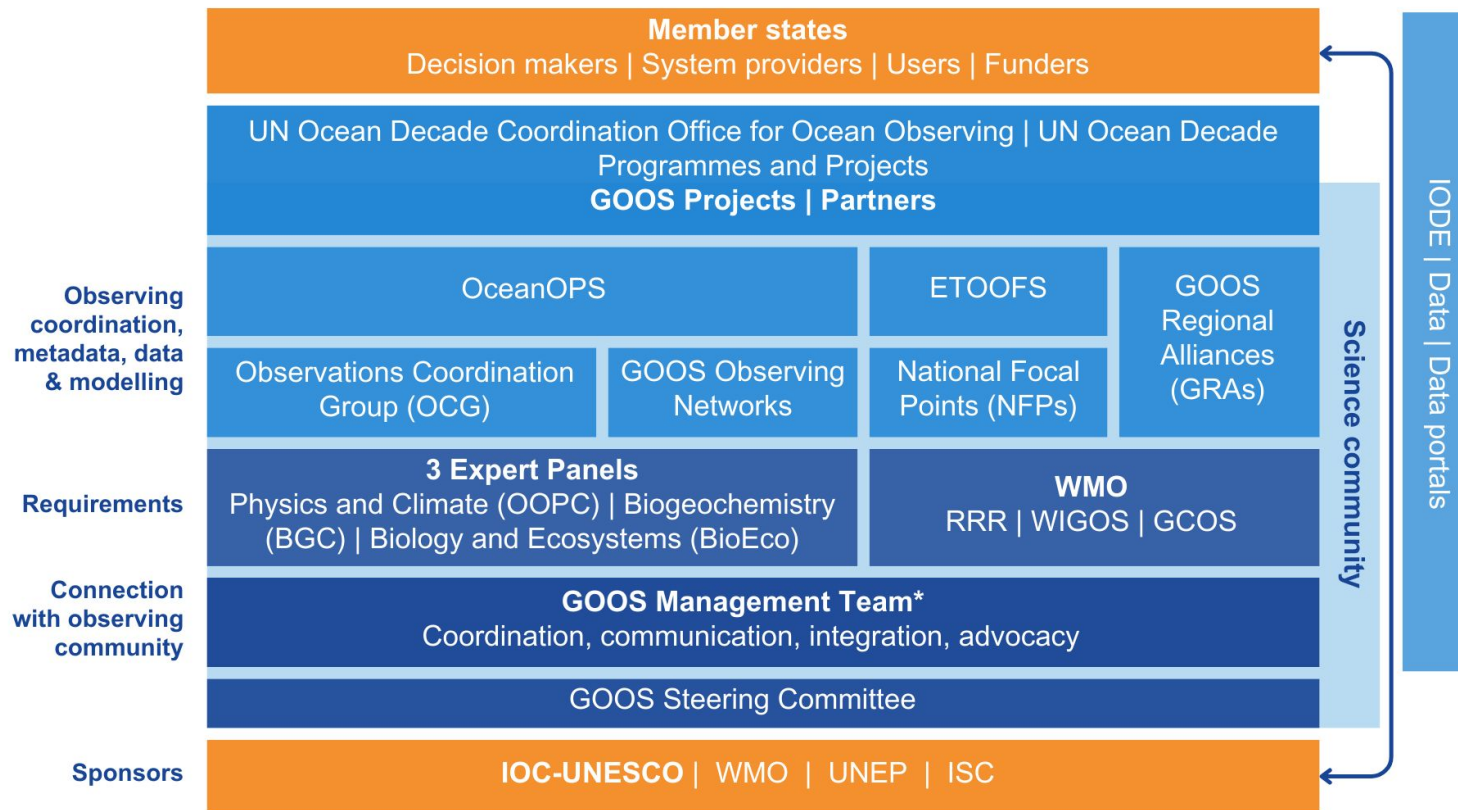 Member states
Decision makers | System providers | Users | Funders
UN Ocean Decade Coordination Office for Ocean Observing | UN Ocean Decade
Programmes and Projects
GOOS Projects | Partners
Observing
coordination,
metadata, data
& modelling
OceanOPS
ETOOFS
GOOS
Regional
Alliances
(GRAs)
Observations Coordination
Group (OCG)
GOOS Observing
Networks
National Focal
Points (NFPs)
Requirements
3 Expert Panels
Physics and Climate (OOPC) | Biogeochemistry
(BGC) | Biology and Ecosystems (BioEco)
WMO
RRR | WIGOS | GCOS
Connection
with observing
community
GOOS Management Team*
Coordination, communication, integration, advocacy
GOOS Steering Committee
Sponsors
IOC-UNESCO | WMO | UNEP | ISC
Science community
IODE | Data | Data portals